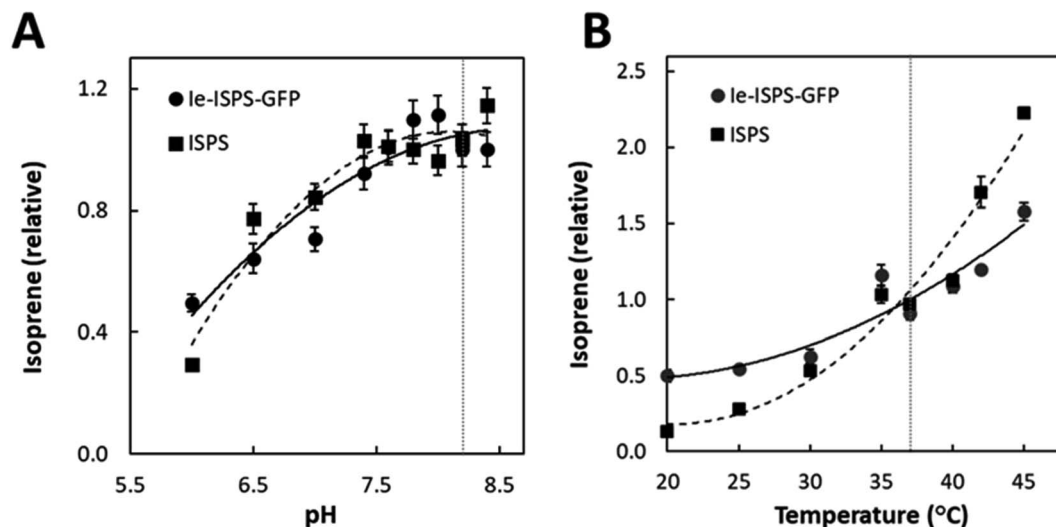 A
Isoprene (relative)
1.2
0.8
0.4
0.0
Ie-ISPS-GFP
ISPS
5.5 6.5 7.5 8.5
pH
B
Isoprene (relative)
2.5
2.0
1.5
1.0
0.5
0.0
Ie-ISPS-GFP
ISPS
20 25 30 35 40 45
Temperature (°C)